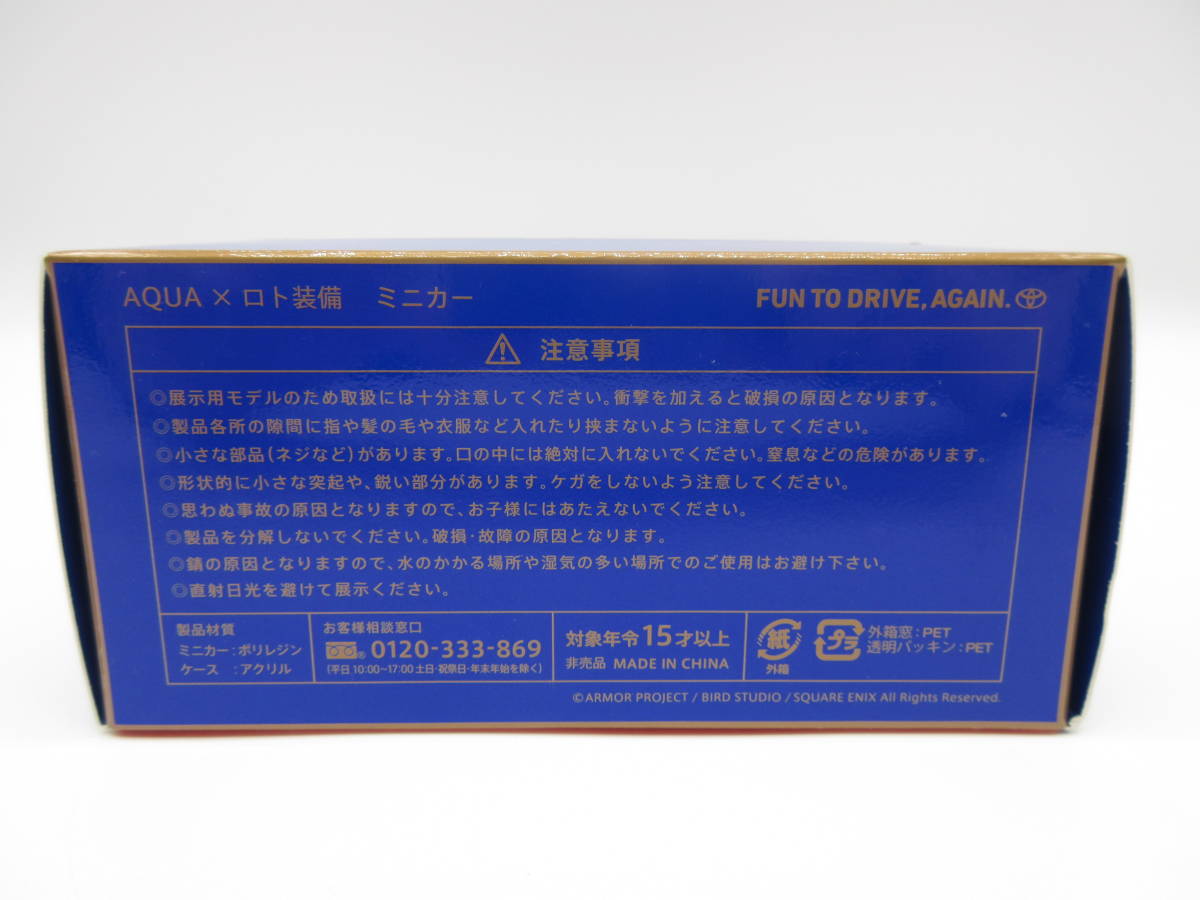 AQUA × ロト装備　ミニカー
FUN TO DRIVE, AGAIN.
注意事項
◎展示用モデルのため取扱には十分注意してください。衝撃を加えると破損の原因となります。
◎製品各所の隙間に指や髪の毛や衣服など入れたり挟まないように注意してください。
◎小さな部品(ネジなど)があります。口の中には絶対に入れないでください。窒息などの危険があります。
◎形状的に小さな突起や、鋭い部分があります。ケガをしないよう注意してください。
◎思わぬ事故の原因となりますので、お子様にはあたえないでください。
◎製品を分解しないでください。破損・故障の原因となります。
◎錆の原因となりますので、水のかかる場所や湿気の多い場所でのご使用はお避け下さい。
◎直射日光を避けて展示ください。
製品材質
ミニカー：ポリレジン
ケース　：アクリル
お客様相談窓口
0120-333-869
(平日 10:00~17:00 土日・祝祭日・年末年始を除く)
対象年令15才以上
非売品 MADE IN CHINA
紙
外箱
プラ
外箱窓：PET
透明パッキン：PET
©ARMOR PROJECT / BIRD STUDIO / SQUARE ENIX All Rights Reserved.